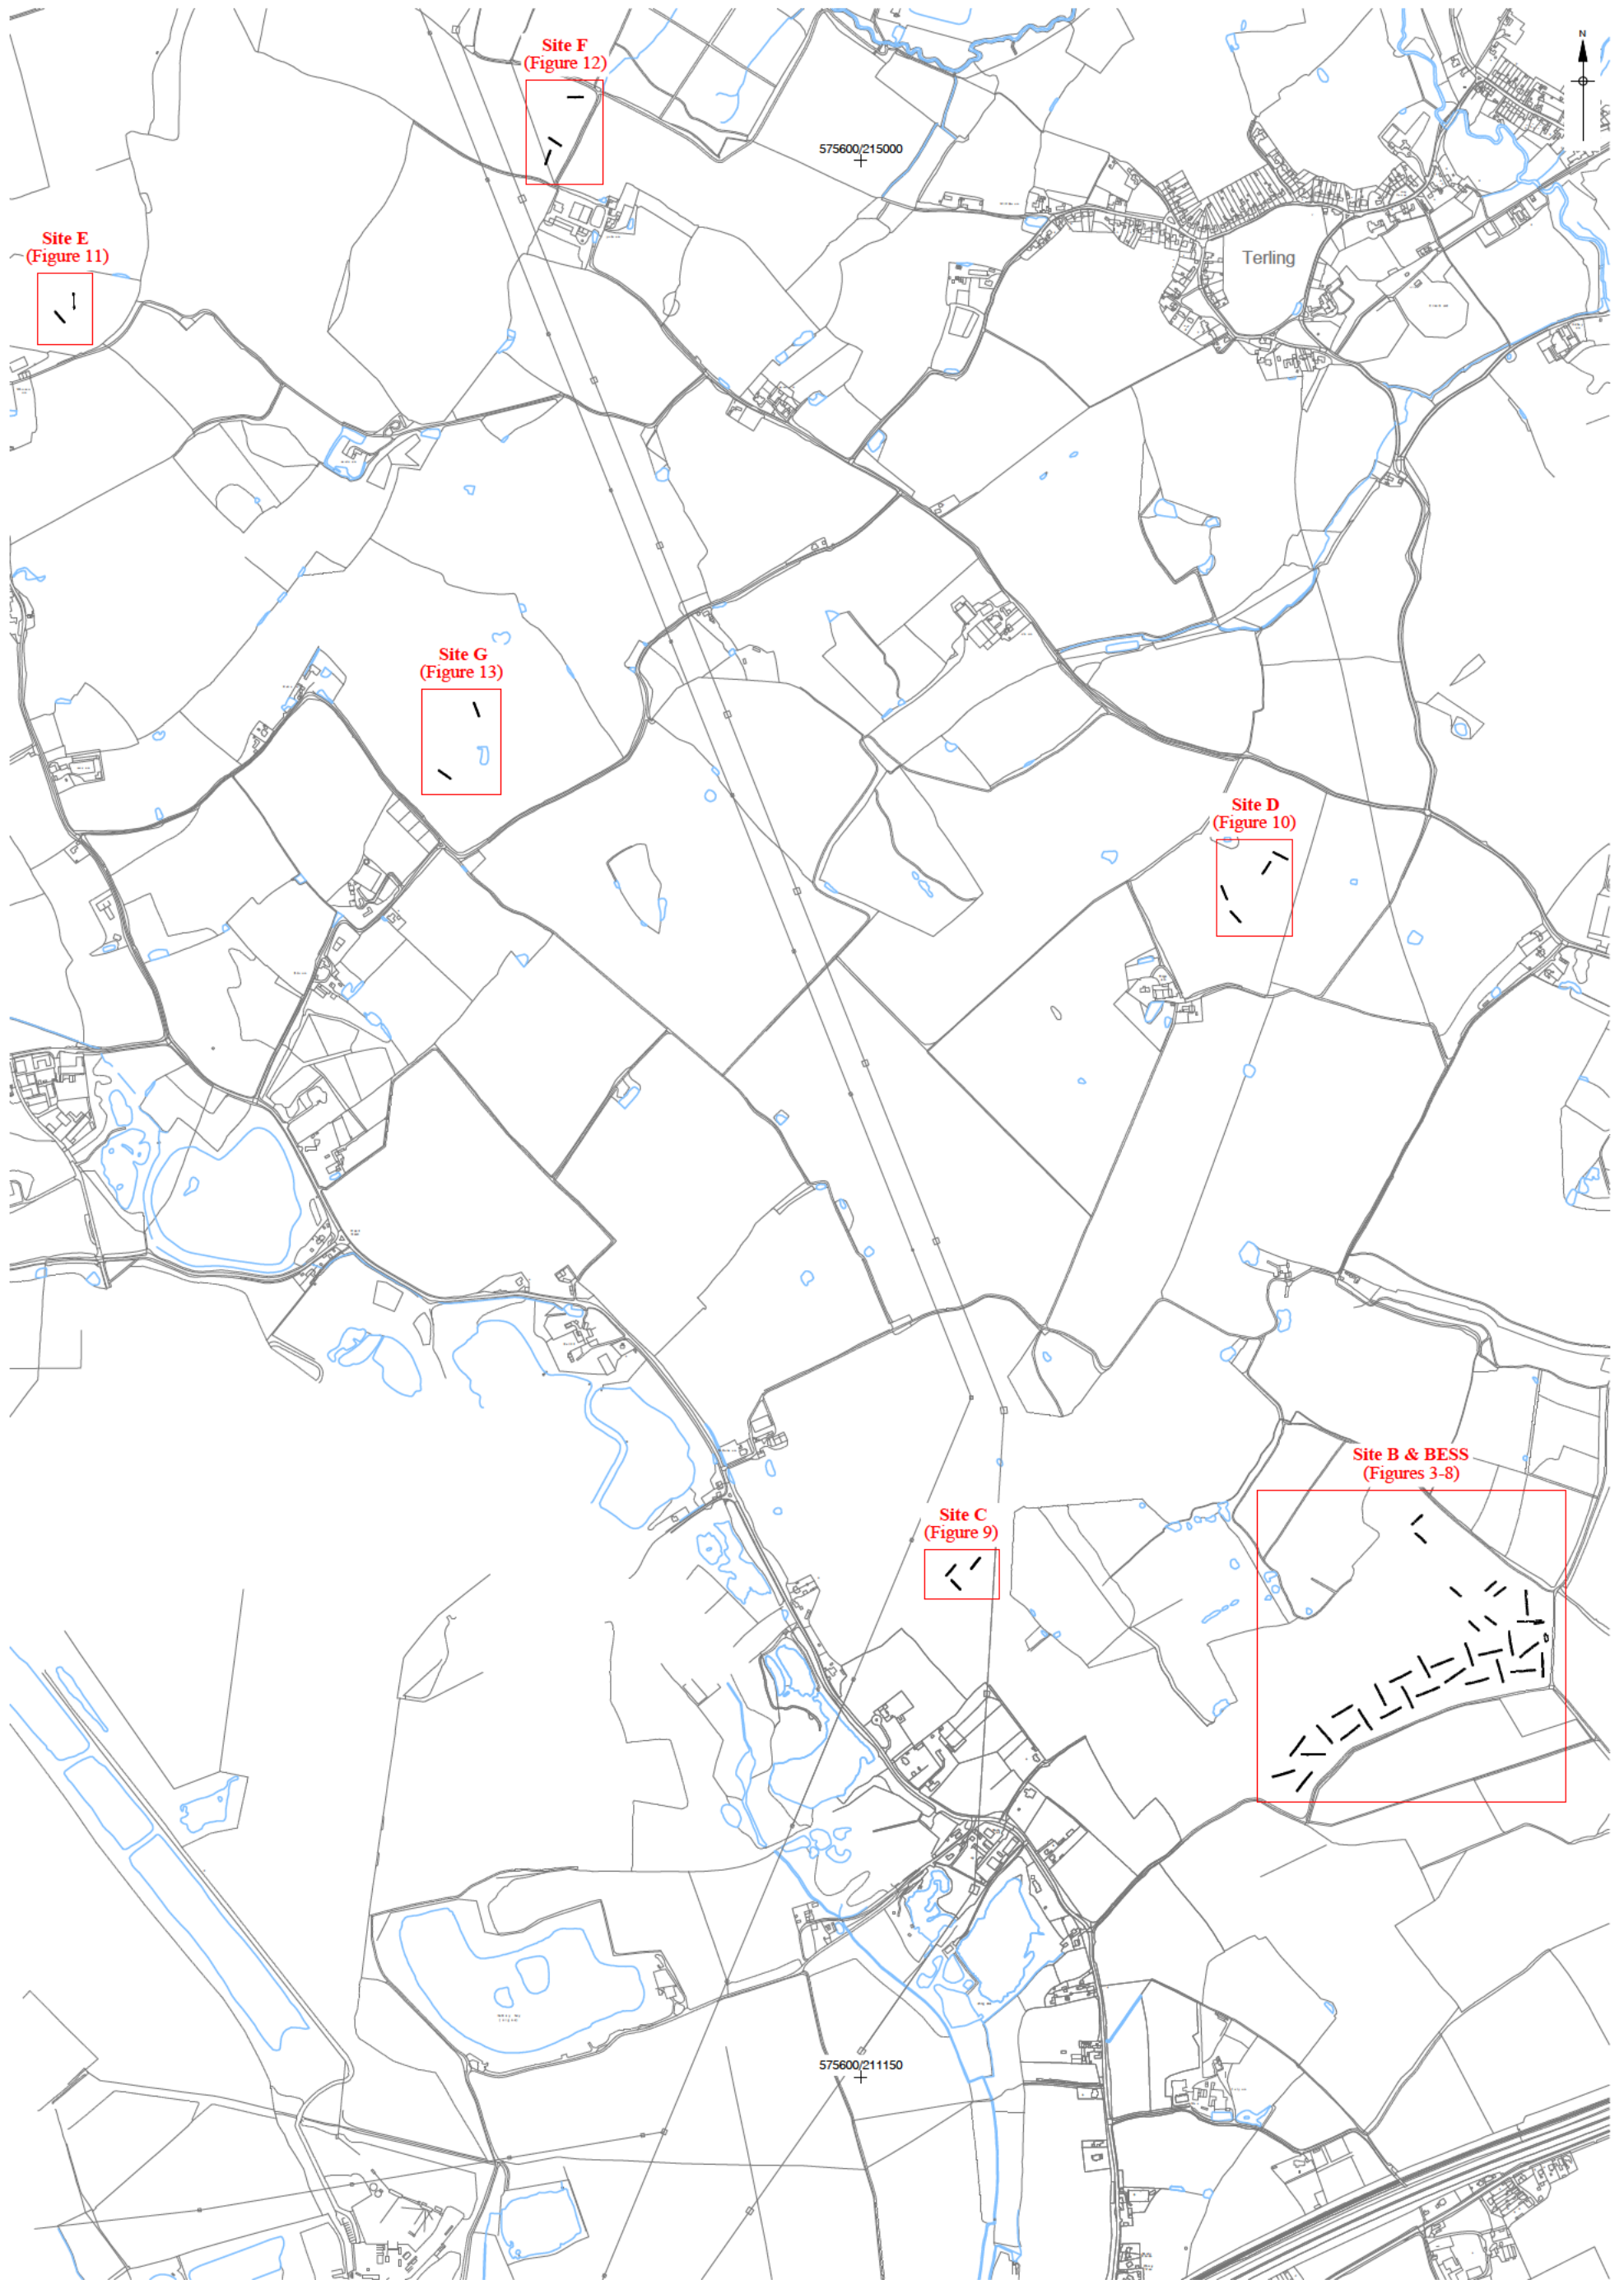 Site F
(Figure 12)
N
575600/215000
Site E
(Figure 11)
Terling
Site G
(Figure 13)
Site D
(Figure 10)
Site B & BESS
(Figures 3-8)
Site C
(Figure 9)
575600/211150